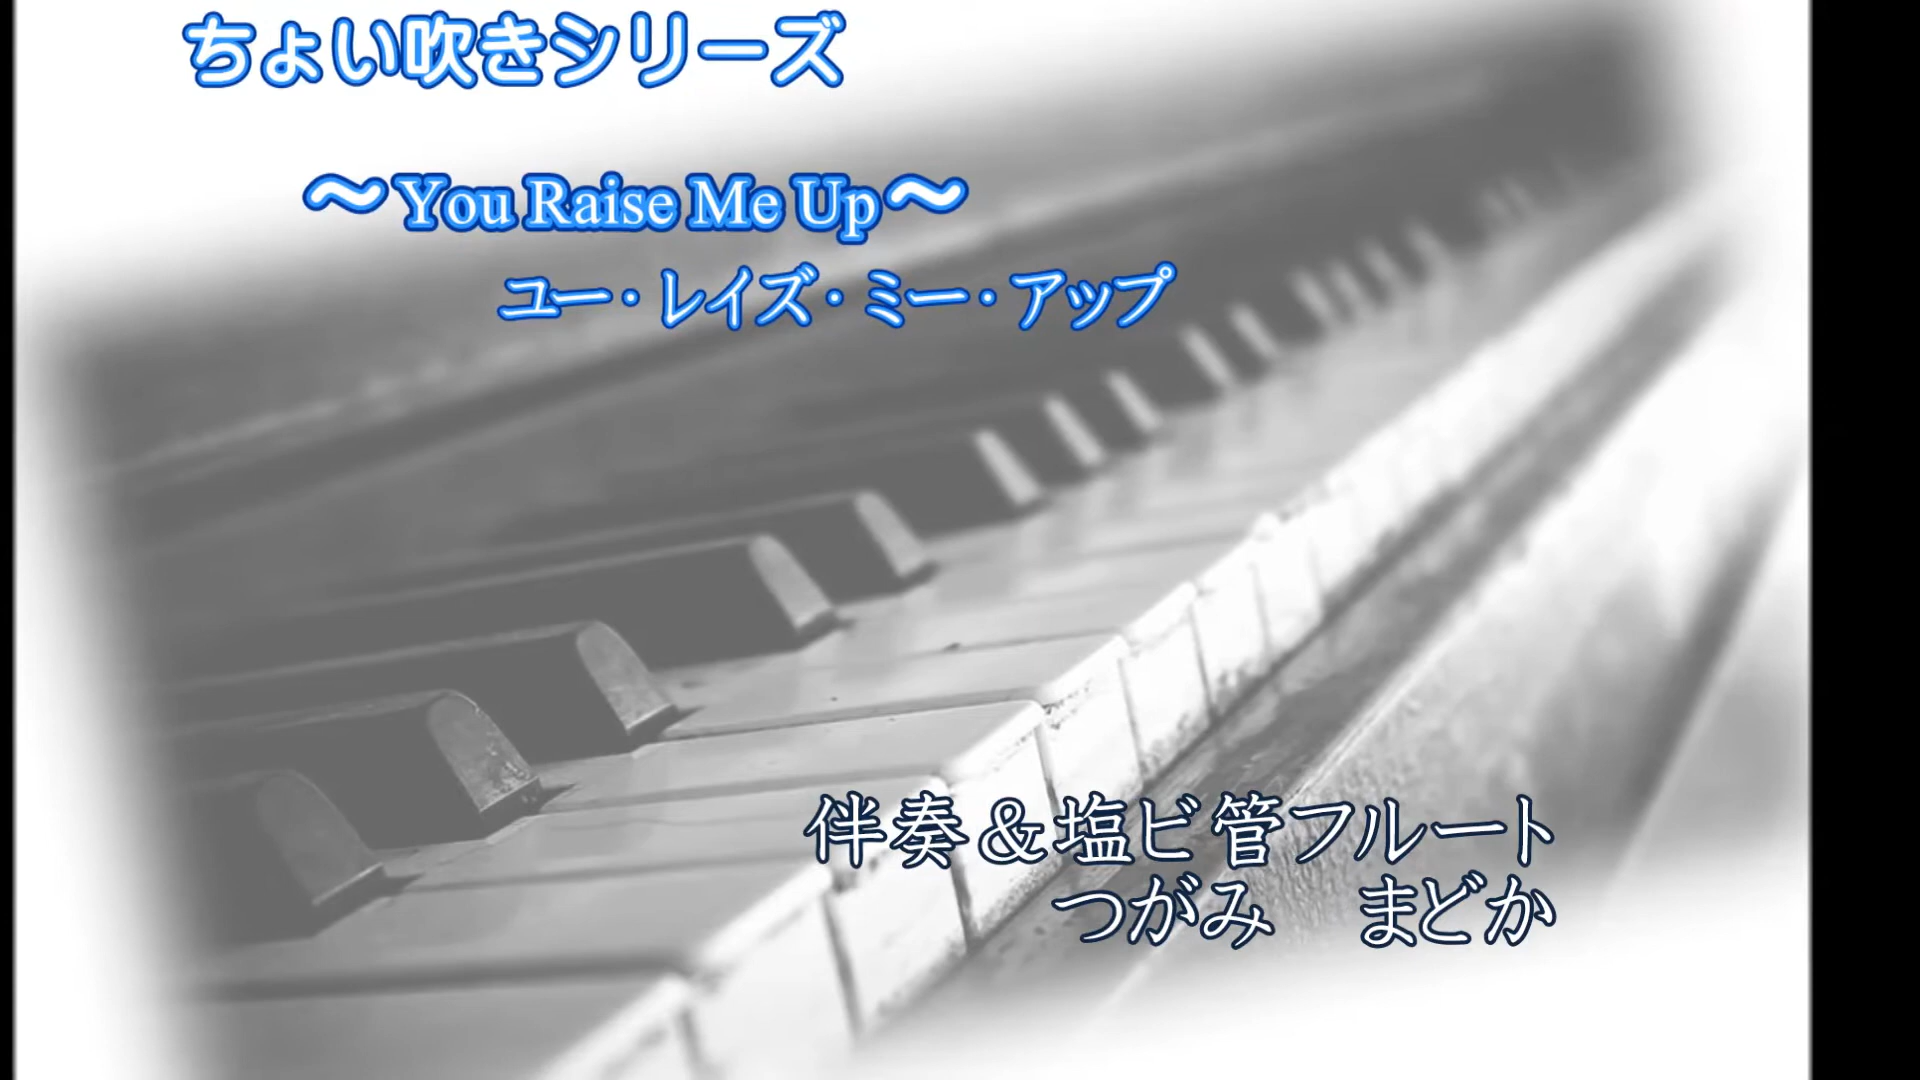 ちょい吹きシリーズ
〜You Raise Me Up〜
ユー・レイズ・ミー・アップ
伴奏&塩ビ管フルート
つがみ　まどか